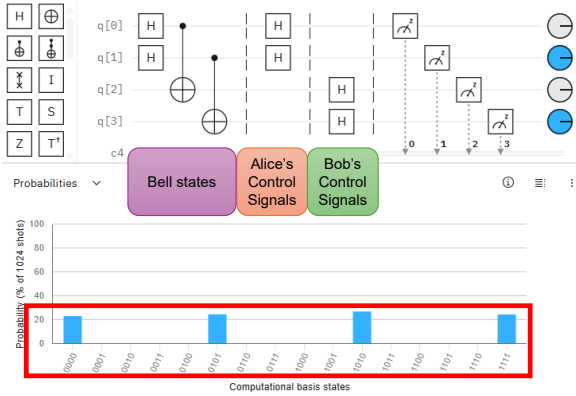 H
q[0]
H
H
q[1]
H
H
I
q[2]
H
T
S
q[3]
H
Z
T†
c4
0
1
2
3
Probabilities
Bell states
Alice's
Control
Signals
Bob's
Control
Signals
Probability (% of 1024 shots)
100
80
60
40
20
0
0000
0001
0010
0011
0100
0101
0110
0111
1000
1001
1010
1011
1100
1101
1110
1111
Computational basis states